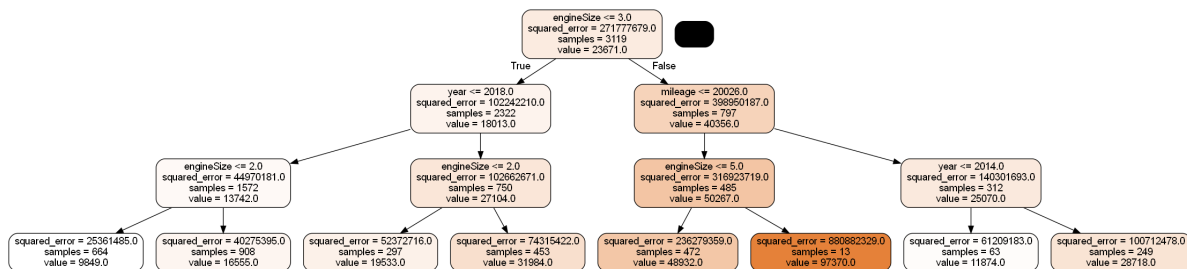 engineSize <= 3.0
squared_error = 271777679.0
samples = 3119
value = 23671.0
True
False
year <= 2018.0
squared_error = 102242210.0
samples = 2322
value = 18013.0
mileage <= 20026.0
squared_error = 398950187.0
samples = 797
value = 40356.0
engineSize <= 2.0
squared_error = 44970181.0
samples = 1572
value = 13742.0
engineSize <= 2.0
squared_error = 102662671.0
samples = 750
value = 27104.0
engineSize <= 5.0
squared_error = 316923719.0
samples = 485
value = 50267.0
year <= 2014.0
squared_error = 140301693.0
samples = 312
value = 25070.0
squared_error = 25361485.0
samples = 664
value = 9849.0
squared_error = 40275395.0
samples = 908
value = 16555.0
squared_error = 52372716.0
samples = 297
value = 19533.0
squared_error = 74315422.0
samples = 453
value = 31984.0
squared_error = 236279359.0
samples = 472
value = 48932.0
squared_error = 880882329.0
samples = 13
value = 97370.0
squared_error = 61209183.0
samples = 63
value = 11874.0
squared_error = 100712478.0
samples = 249
value = 28718.0